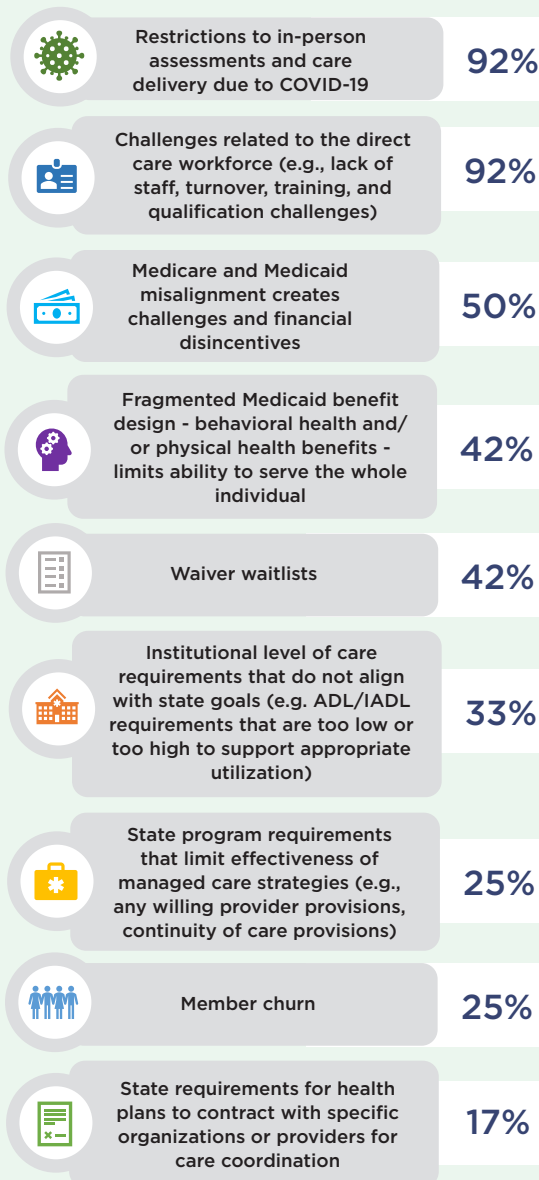 Restrictions to in-person
assessments and care
delivery due to COVID-19
92%
Challenges related to the direct
care workforce (e.g., lack of
staff, turnover, training, and
qualification challenges)
92%
Medicare and Medicaid
misalignment creates
challenges and financial
disincentives
50%
Fragmented Medicaid benefit
design - behavioral health and/
or physical health benefits -
limits ability to serve the whole
individual
42%
Waiver waitlists
42%
Institutional level of care
requirements that do not align
with state goals (e.g. ADL/IADL
requirements that are too low or
too high to support appropriate
utilization)
33%
State program requirements
that limit effectiveness of
managed care strategies (e.g.,
any willing provider provisions,
continuity of care provisions)
25%
Member churn
25%
State requirements for health
plans to contract with specific
organizations or providers for
care coordination
17%